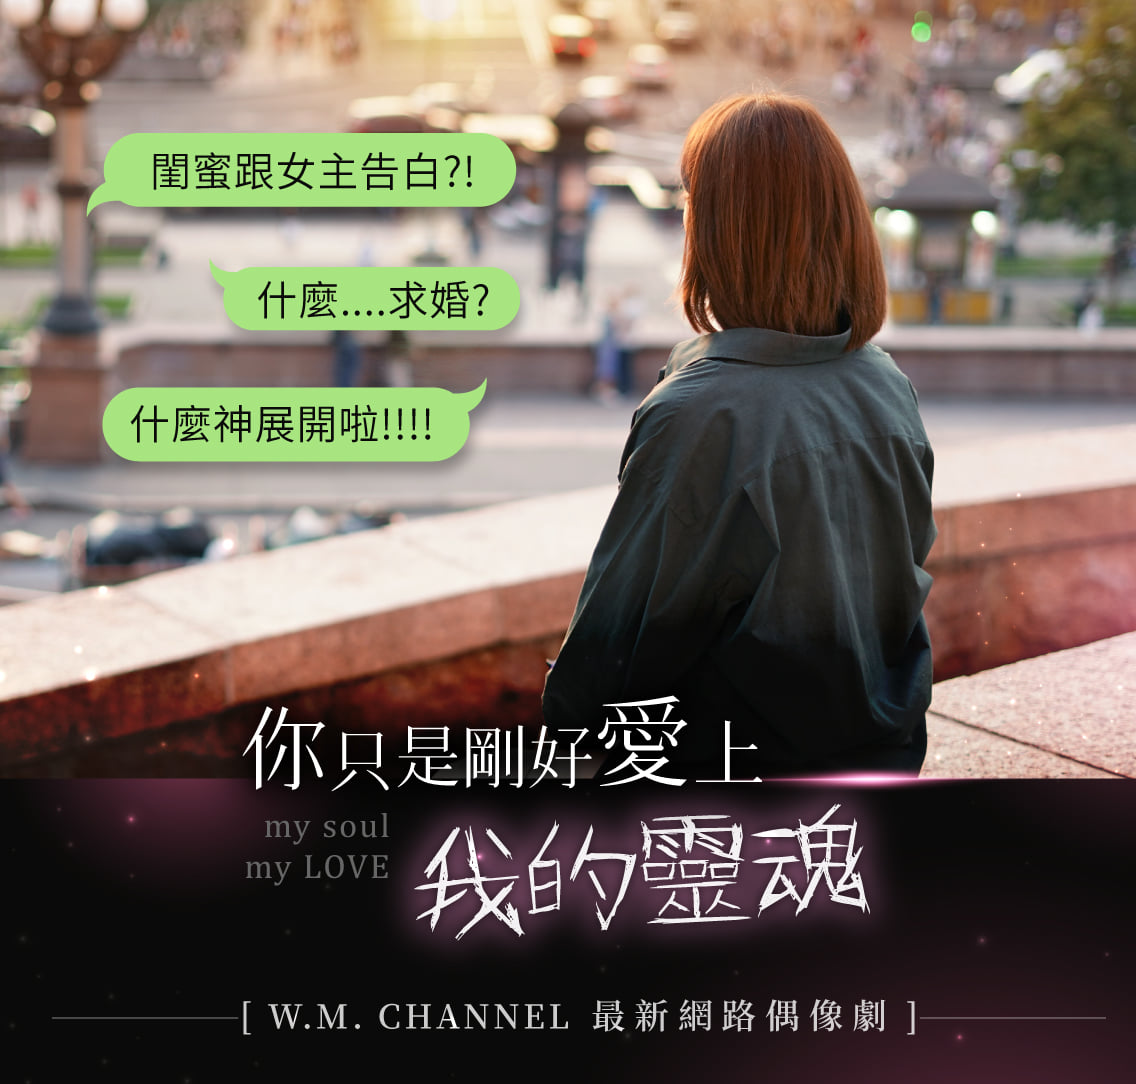 閨蜜跟女主告白?!
什麼....求婚?
什麼神展開啦!!!!
你只是剛好愛上
my soul
my LOVE
我的靈魂
[ W.M. CHANNEL 最新網路偶像劇 ]